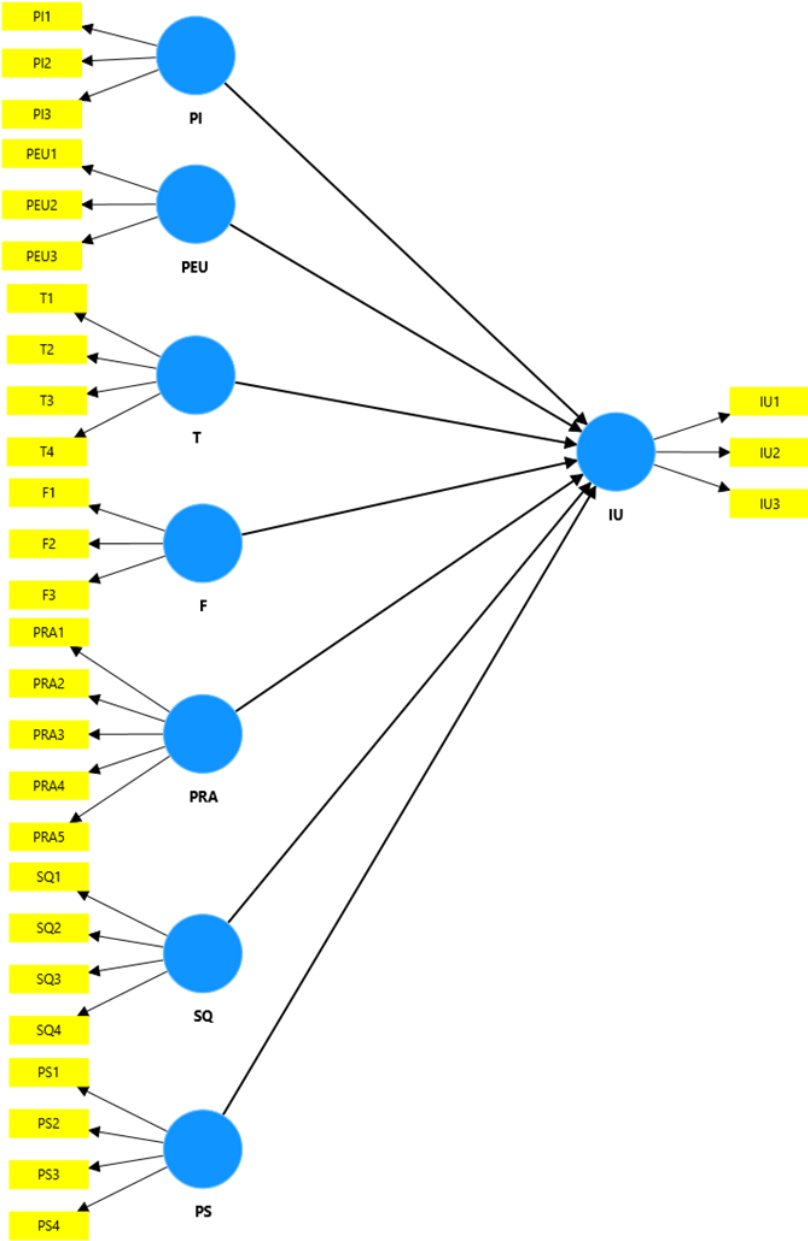 PI1
PI2
PI3
PI
PEU1
PEU2
PEU3
PEU
T1
T2
T3
T4
T
F1
F2
F3
F
PRA1
PRA2
PRA3
PRA4
PRA5
PRA
SQ1
SQ2
SQ3
SQ4
SQ
PS1
PS2
PS3
PS4
PS
IU
IU1
IU2
IU3